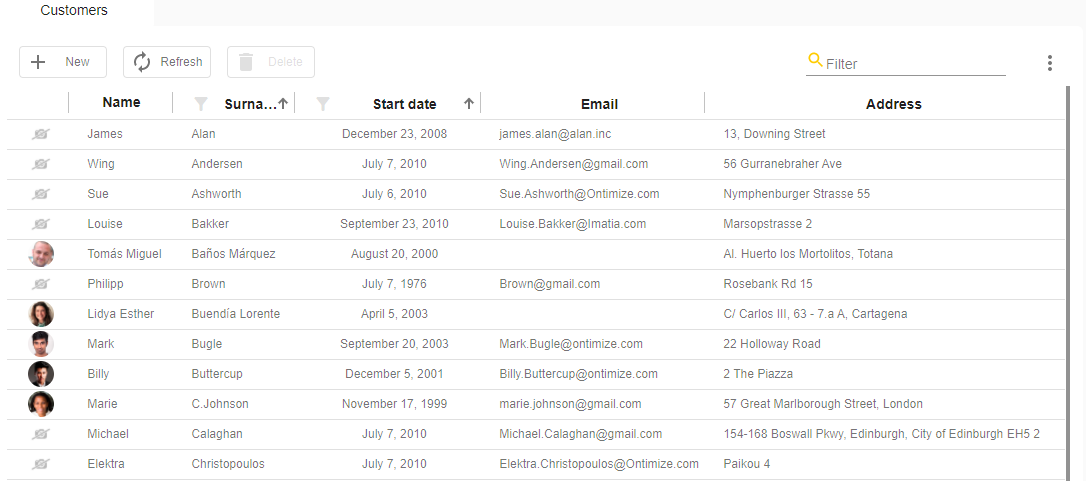 Customers
New Refresh Delete Filter
Name Surna... Start date Email Address
James Alan December 23, 2008 james.alan@alan.inc 13, Downing Street
Wing Andersen July 7, 2010 Wing.Andersen@gmail.com 56 Gurranebraher Ave
Sue Ashworth July 6, 2010 Sue.Ashworth@Ontimize.com Nymphenburger Strasse 55
Louise Bakker September 23, 2010 Louise.Bakker@Imatia.com Marsopstrasse 2
Tomás Miguel Baños Márquez August 20, 2000 Al. Huerto los Mortolitos, Totana
Philipp Brown July 7, 1976 Brown@gmail.com Rosebank Rd 15
Lidya Esther Buendía Lorente April 5, 2003 C/ Carlos III, 63 - 7.a A, Cartagena
Mark Bugle September 20, 2003 Mark.Bugle@ontimize.com 22 Holloway Road
Billy Buttercup December 5, 2001 Billy.Buttercup@ontimize.com 2 The Piazza
Marie C.Johnson November 17, 1999 marie.johnson@gmail.com 57 Great Marlborough Street, London
Michael Calaghan July 7, 2010 Michael.Calaghan@gmail.com 154-168 Boswall Pkwy, Edinburgh, City of Edinburgh EH5 2
Elektra Christopoulos July 7, 2010 Elektra.Christopoulos@Ontimize.com Paikou 4